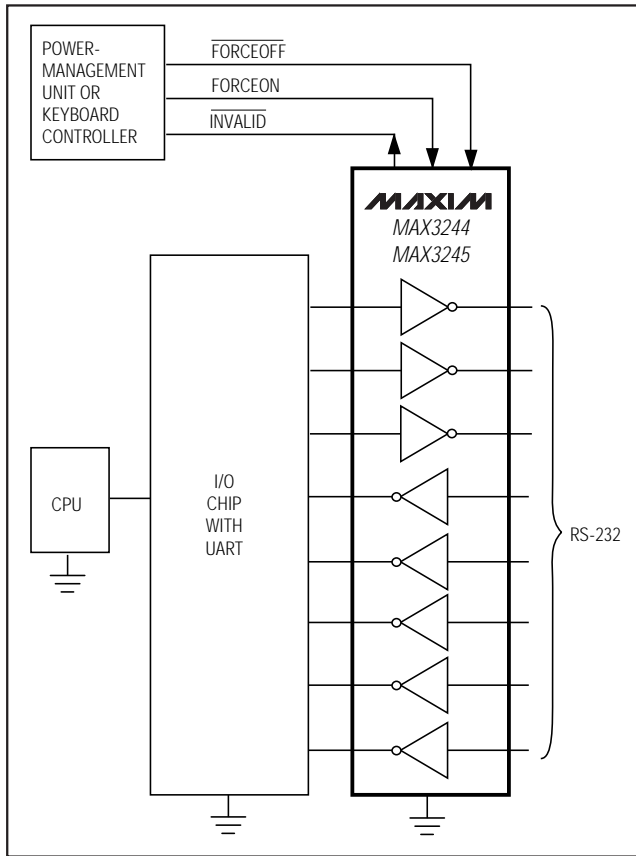 POWER-
MANAGEMENT
UNIT OR
KEYBOARD
CONTROLLER
FORCEOFF
FORCEON
INVALID
MAXIM
MAX3244
MAX3245
CPU
I/O
CHIP
WITH
UART
RS-232